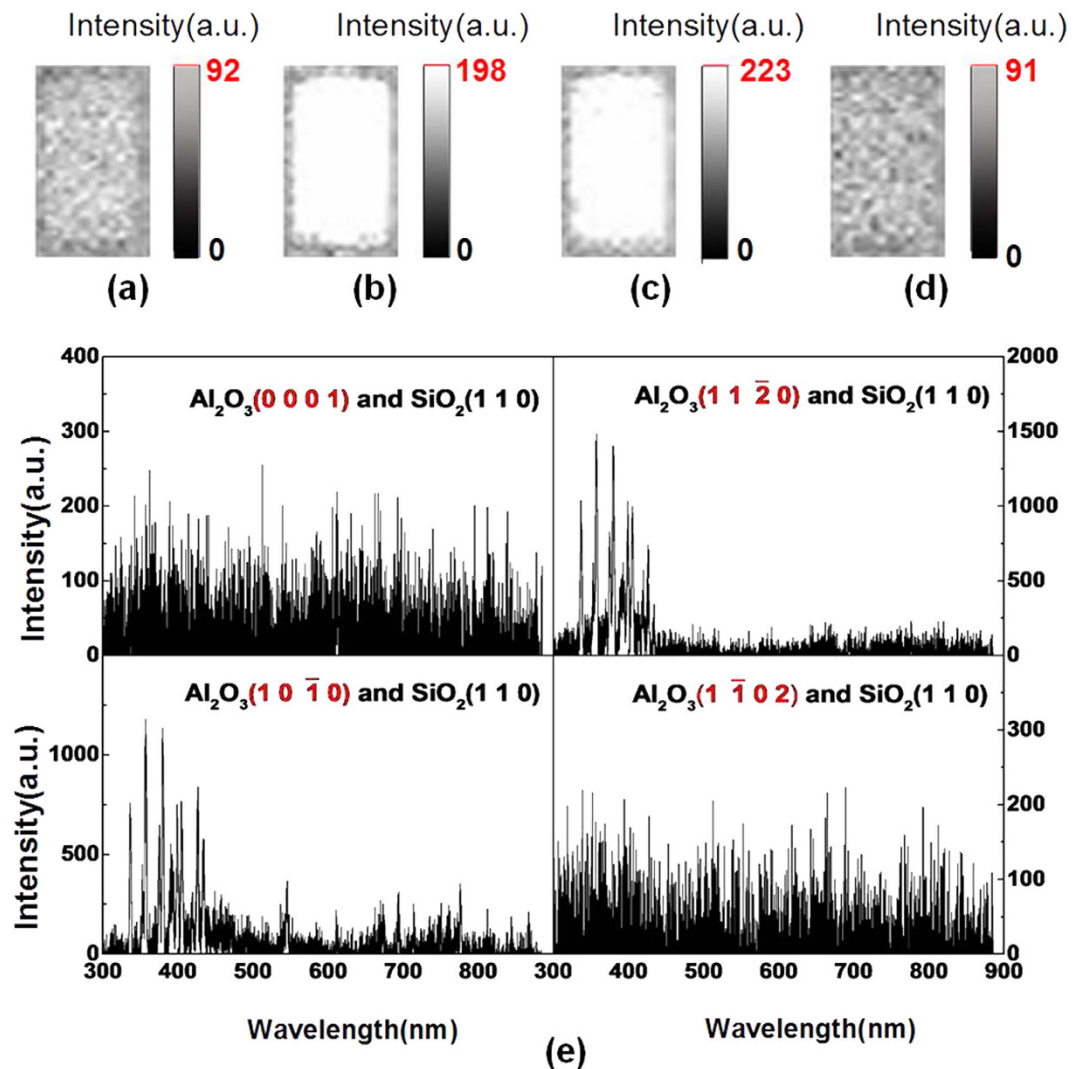 Intensity(a.u.) Intensity(a.u.) Intensity(a.u.) Intensity(a.u.)
92 198 223 91
0 0 0 0
(a) (b) (c) (d)
400 2000
Al₂O₃(0 0 0 1) and SiO₂(1 1 0) Al₂O₃(1 1 2̅ 0) and SiO₂(1 1 0)
300 1500
Intensity(a.u.)
200 1000
100 500
0 0
Al₂O₃(1 0 1̅ 0) and SiO₂(1 1 0) Al₂O₃(1 1̅ 0 2) and SiO₂(1 1 0)
1000 300
Intensity(a.u.)
200
500
100
0 0
300 400 500 600 700 800 300 400 500 600 700 800 900
Wavelength(nm) Wavelength(nm)
(e)